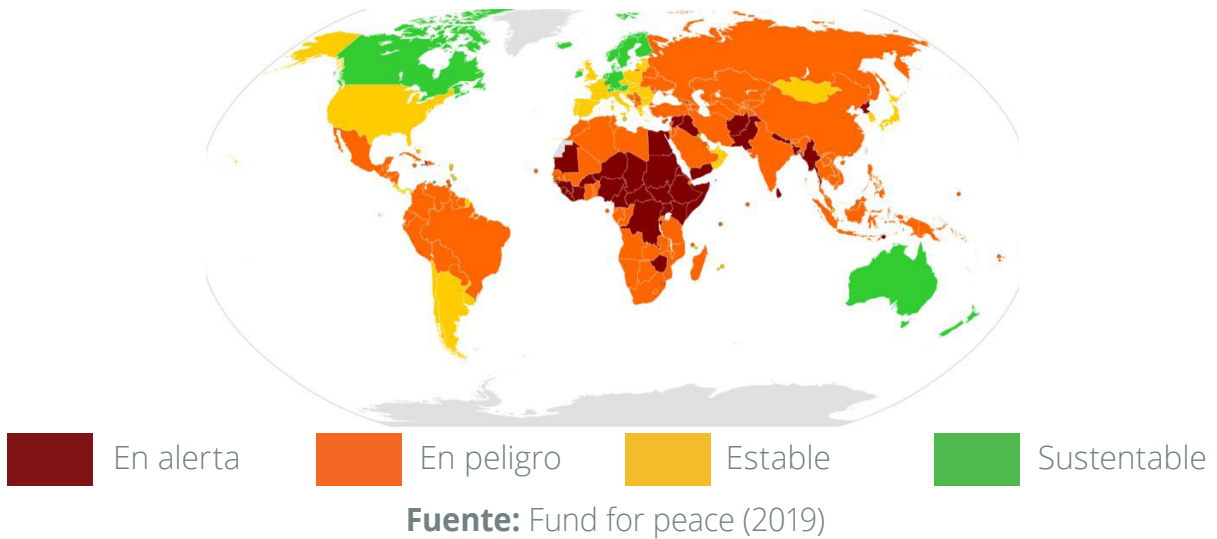 En alerta En peligro Estable Sustentable
Fuente: Fund for peace (2019)